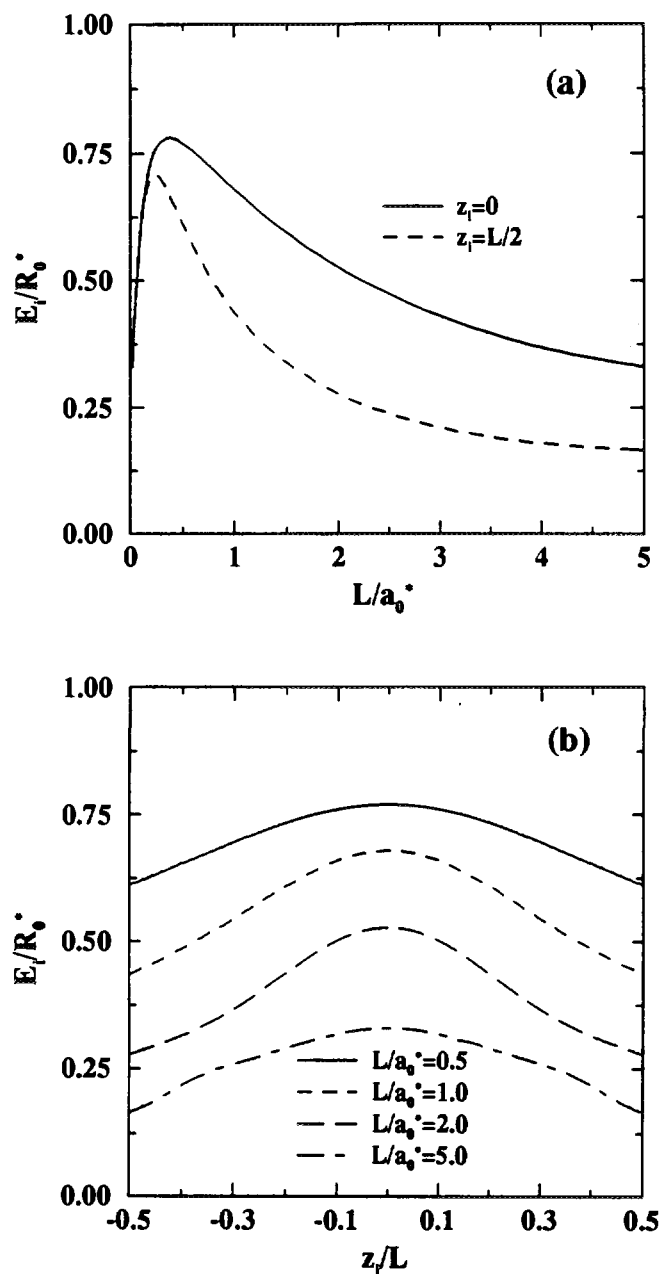 1.00
(a)
0.75
z_i=0
z_i=L/2
E_i/R_0^*
0.50
0.25
0.00
0 1 2 3 4 5
L/a_0^*
1.00
(b)
0.75
E_i/R_0^*
0.50
L/a_0^*=0.5
0.25
L/a_0^*=1.0
L/a_0^*=2.0
L/a_0^*=5.0
0.00
-0.5 -0.3 -0.1 0.1 0.3 0.5
z_i/L